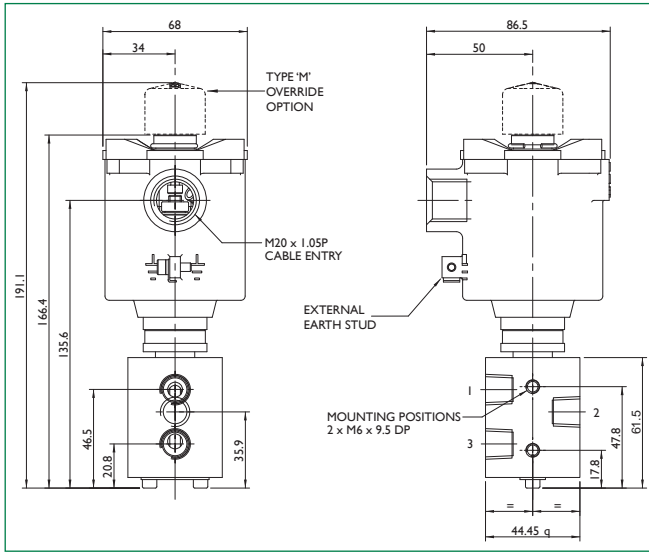 68
34
86.5
50
TYPE 'M'
OVERRIDE
OPTION
M20 x 1.05P
CABLE ENTRY
EXTERNAL
EARTH STUD
191.1
166.4
135.6
46.5
20.8
35.9
1
2
3
MOUNTING POSITIONS
2 x M6 x 9.5 DP
17.8
47.8
61.5
= =
44.45 q